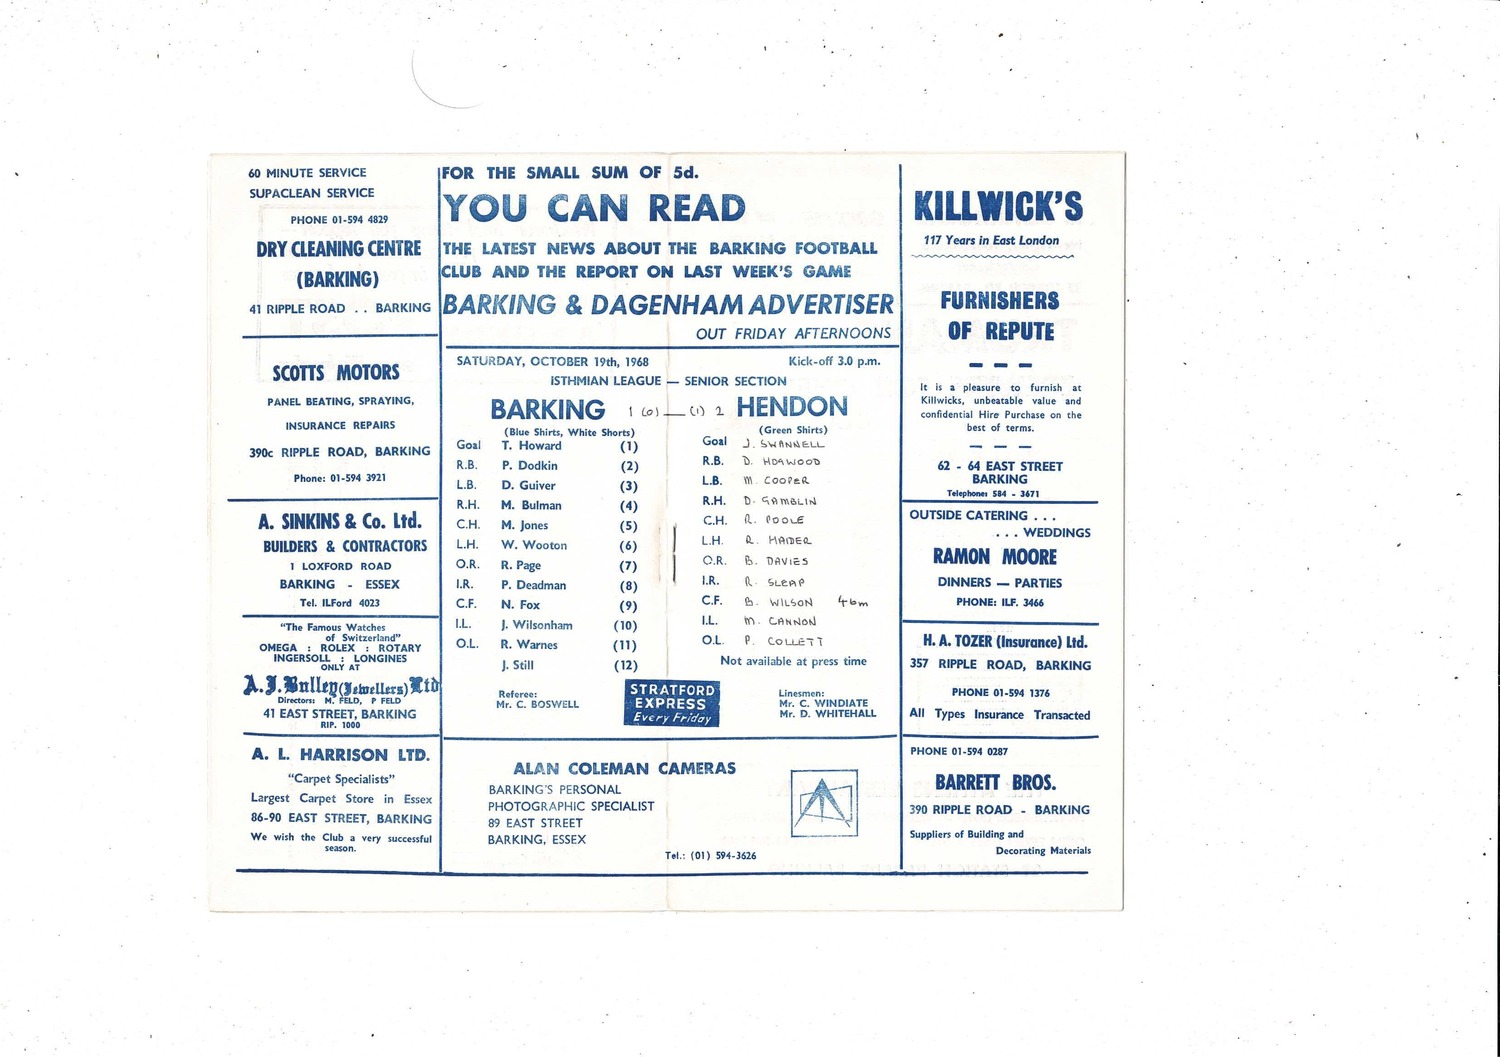 60 MINUTE SERVICE
SUPACLEAN SERVICE
PHONE 01-594 4829
DRY CLEANING CENTRE
(BARKING)
41 RIPPLE ROAD . . BARKING
SCOTTS MOTORS
PANEL BEATING, SPRAYING,
INSURANCE REPAIRS
390c RIPPLE ROAD, BARKING
Phone: 01-594 3921
A. SINKINS & Co. Ltd.
BUILDERS & CONTRACTORS
1 LOXFORD ROAD
BARKING - ESSEX
Tel. ILFord 4023
"The Famous Watches
of Switzerland"
OMEGA : ROLEX : ROTARY
INGERSOLL : LONGINES
ONLY AT
A.J. Bulley (Jewellers) Ltd
Directors: M. FELD, P FELD
41 EAST STREET, BARKING
RIP. 1000
A. L. HARRISON LTD.
"Carpet Specialists"
Largest Carpet Store in Essex
86-90 EAST STREET, BARKING
We wish the Club a very successful
season.
FOR THE SMALL SUM OF 5d.
YOU CAN READ
THE LATEST NEWS ABOUT THE BARKING FOOTBALL
CLUB AND THE REPORT ON LAST WEEK'S GAME
BARKING & DAGENHAM ADVERTISER
OUT FRIDAY AFTERNOONS
SATURDAY, OCTOBER 19th, 1968 Kick-off 3.0 p.m.
ISTHMIAN LEAGUE — SENIOR SECTION
BARKING 1 (0) — (1) 2 HENDON
(Blue Shirts, White Shorts) (Green Shirts)
Goal T. Howard (1) Goal J. SWANNELL
R.B. P. Dodkin (2) R.B. D. HOGWOOD
L.B. D. Guiver (3) L.B. M. COOPER
R.H. M. Bulman (4) R.H. D. GAMBLIN
C.H. M. Jones (5) C.H. R. POOLE
L.H. W. Wooton (6) L.H. R. HAIDER
O.R. R. Page (7) O.R. B. DAVIES
I.R. P. Deadman (8) I.R. R. SLEAP
C.F. N. Fox (9) C.F. B. WILSON 46m
I.L. J. Wilsonham (10) I.L. M. CANNON
O.L. R. Warnes (11) O.L. P. COLLETT
J. Still (12) Not available at press time
Referee:
Mr. C. BOSWELL
STRATFORD
EXPRESS
Every Friday
Linesmen:
Mr. C. WINDIATE
Mr. D. WHITEHALL
ALAN COLEMAN CAMERAS
BARKING'S PERSONAL
PHOTOGRAPHIC SPECIALIST
89 EAST STREET
BARKING, ESSEX
Tel.: (01) 594-3626
KILLWICK'S
117 Years in East London
FURNISHERS
OF REPUTE
It is a pleasure to furnish at
Killwicks, unbeatable value and
confidential Hire Purchase on the
best of terms.
62 - 64 EAST STREET
BARKING
Telephone: 584 - 3671
OUTSIDE CATERING . . .
. . . WEDDINGS
RAMON MOORE
DINNERS — PARTIES
PHONE: ILF. 3466
H. A. TOZER (Insurance) Ltd.
357 RIPPLE ROAD, BARKING
PHONE 01-594 1376
All Types Insurance Transacted
PHONE 01-594 0287
BARRETT BROS.
390 RIPPLE ROAD - BARKING
Suppliers of Building and
Decorating Materials